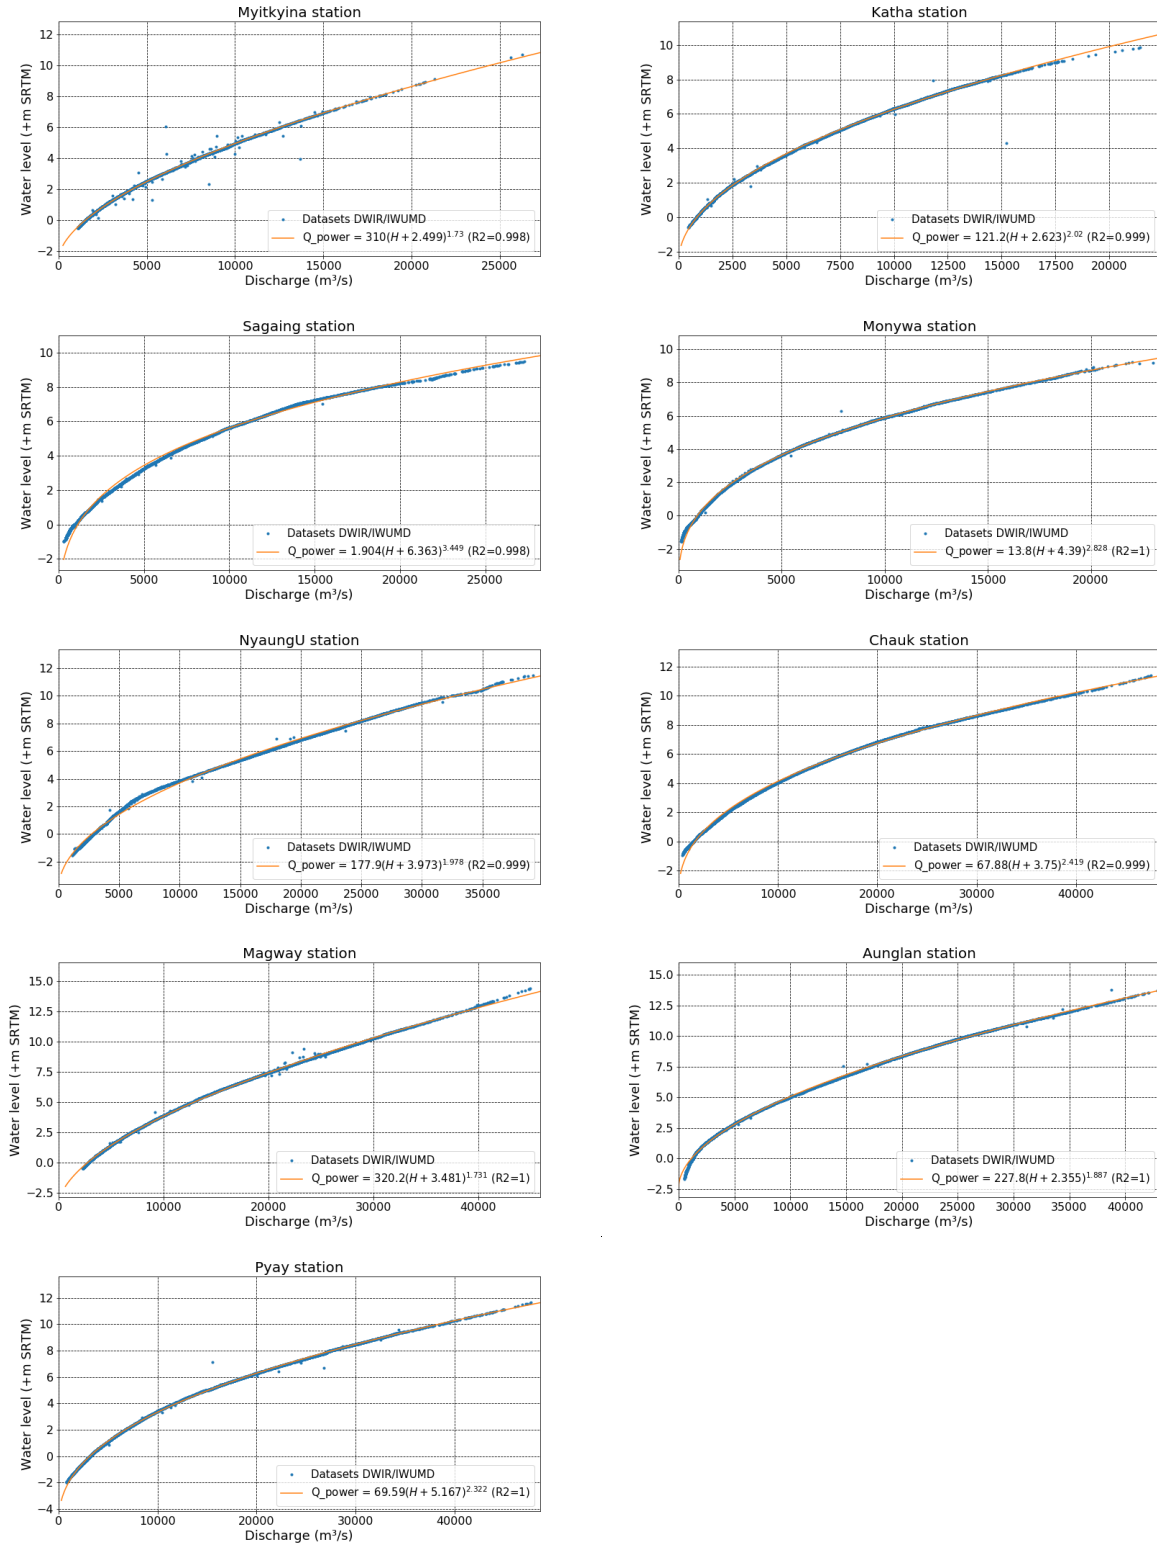 Myitkyina station
Water level (+m SRTM)
12
10
8
6
4
2
0
−2
Datasets DWIR/IWUMD
Q_power = 310(H + 2.499)^1.73 (R2=0.998)
0 5000 10000 15000 20000 25000
Discharge (m³/s)
Katha station
Water level (+m SRTM)
10
8
6
4
2
0
−2
Datasets DWIR/IWUMD
Q_power = 121.2(H + 2.623)^2.02 (R2=0.999)
0 2500 5000 7500 10000 12500 15000 17500 20000
Discharge (m³/s)
Sagaing station
Water level (+m SRTM)
10
8
6
4
2
0
−2
Datasets DWIR/IWUMD
Q_power = 1.904(H + 6.363)^3.449 (R2=0.998)
0 5000 10000 15000 20000 25000
Discharge (m³/s)
Monywa station
Water level (+m SRTM)
10
8
6
4
2
0
−2
Datasets DWIR/IWUMD
Q_power = 13.8(H + 4.39)^2.828 (R2=1)
0 5000 10000 15000 20000
Discharge (m³/s)
NyaungU station
Water level (+m SRTM)
12
10
8
6
4
2
0
−2
Datasets DWIR/IWUMD
Q_power = 177.9(H + 3.973)^1.978 (R2=0.999)
0 5000 10000 15000 20000 25000 30000 35000
Discharge (m³/s)
Chauk station
Water level (+m SRTM)
12
10
8
6
4
2
0
−2
Datasets DWIR/IWUMD
Q_power = 67.88(H + 3.75)^2.419 (R2=0.999)
0 10000 20000 30000 40000
Discharge (m³/s)
Magway station
Water level (+m SRTM)
15.0
12.5
10.0
7.5
5.0
2.5
0.0
−2.5
Datasets DWIR/IWUMD
Q_power = 320.2(H + 3.481)^1.731 (R2=1)
0 10000 20000 30000 40000
Discharge (m³/s)
Aunglan station
Water level (+m SRTM)
15.0
12.5
10.0
7.5
5.0
2.5
0.0
−2.5
Datasets DWIR/IWUMD
Q_power = 227.8(H + 2.355)^1.887 (R2=1)
0 5000 10000 15000 20000 25000 30000 35000 40000
Discharge (m³/s)
Pyay station
Water level (+m SRTM)
12
10
8
6
4
2
0
−2
−4
Datasets DWIR/IWUMD
Q_power = 69.59(H + 5.167)^2.322 (R2=1)
0 10000 20000 30000 40000
Discharge (m³/s)